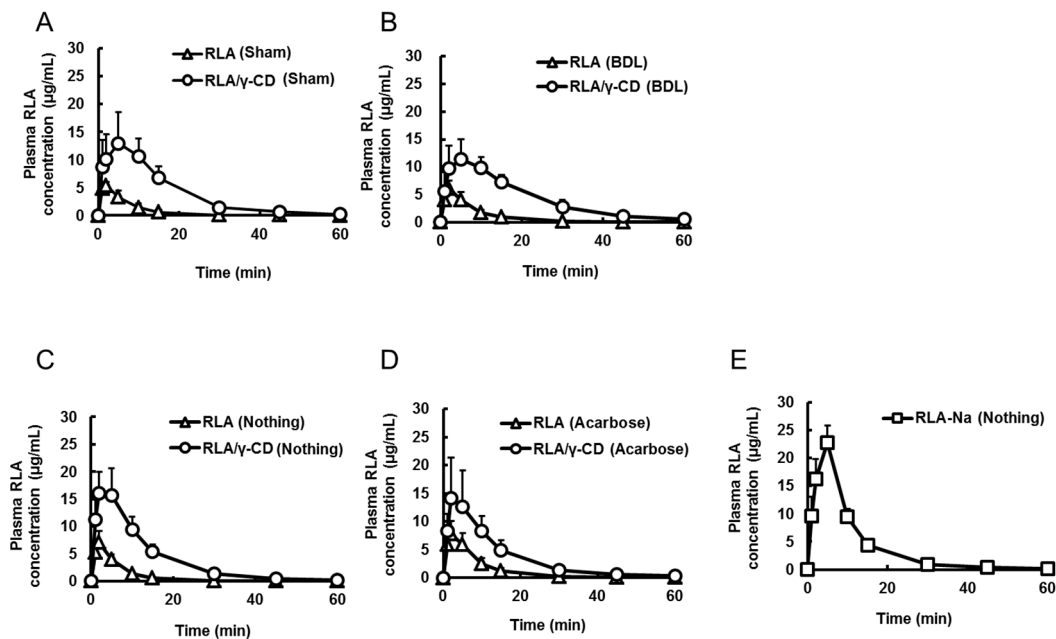 A
30
25
20
15
10
5
0
Plasma RLA
concentration (µg/mL)
RLA (Sham)
RLA/γ-CD (Sham)
0 20 40 60
Time (min)
B
30
25
20
15
10
5
0
Plasma RLA
concentration (µg/mL)
RLA (BDL)
RLA/γ-CD (BDL)
0 20 40 60
Time (min)
C
30
25
20
15
10
5
0
Plasma RLA
concentration (µg/mL)
RLA (Nothing)
RLA/γ-CD (Nothing)
0 20 40 60
Time (min)
D
30
25
20
15
10
5
0
Plasma RLA
concentration (µg/mL)
RLA (Acarbose)
RLA/γ-CD (Acarbose)
0 20 40 60
Time (min)
E
30
25
20
15
10
5
0
Plasma RLA
concentration (µg/mL)
RLA-Na (Nothing)
0 20 40 60
Time (min)